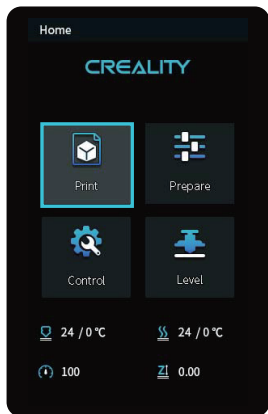 Home
CREALITY
Print
Prepare
Control
Level
24 / 0 ℃
24 / 0 ℃
100
Z 0.00